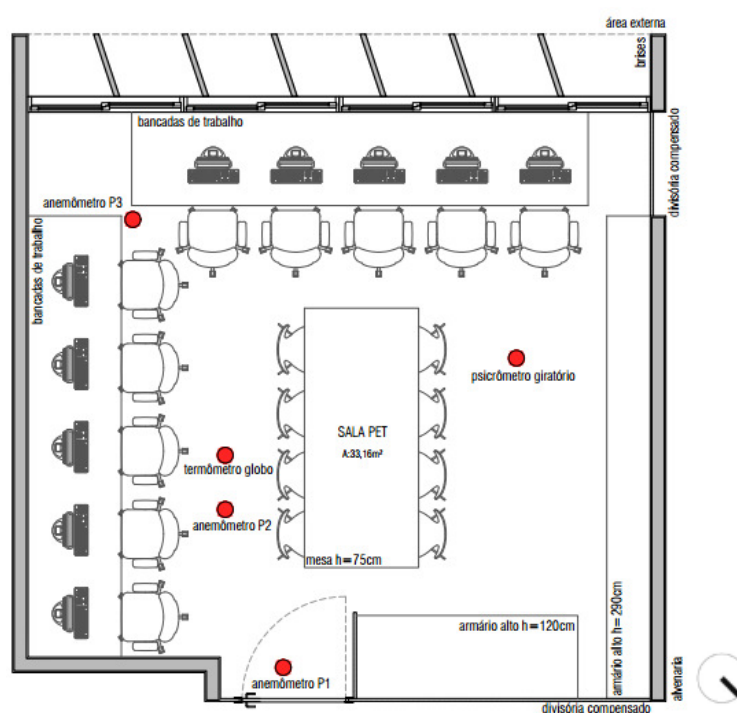 área externa
brises
bancadas de trabalho
divisória compensado
anemômetro P3
bancadas de trabalho
psicrômetro giratório
SALA PET
A:33,16m²
termômetro globo
anemômetro P2
mesa h=75cm
armário alto h=120cm
armário alto h=290cm
anemômetro P1
alvenaria
divisória compensado